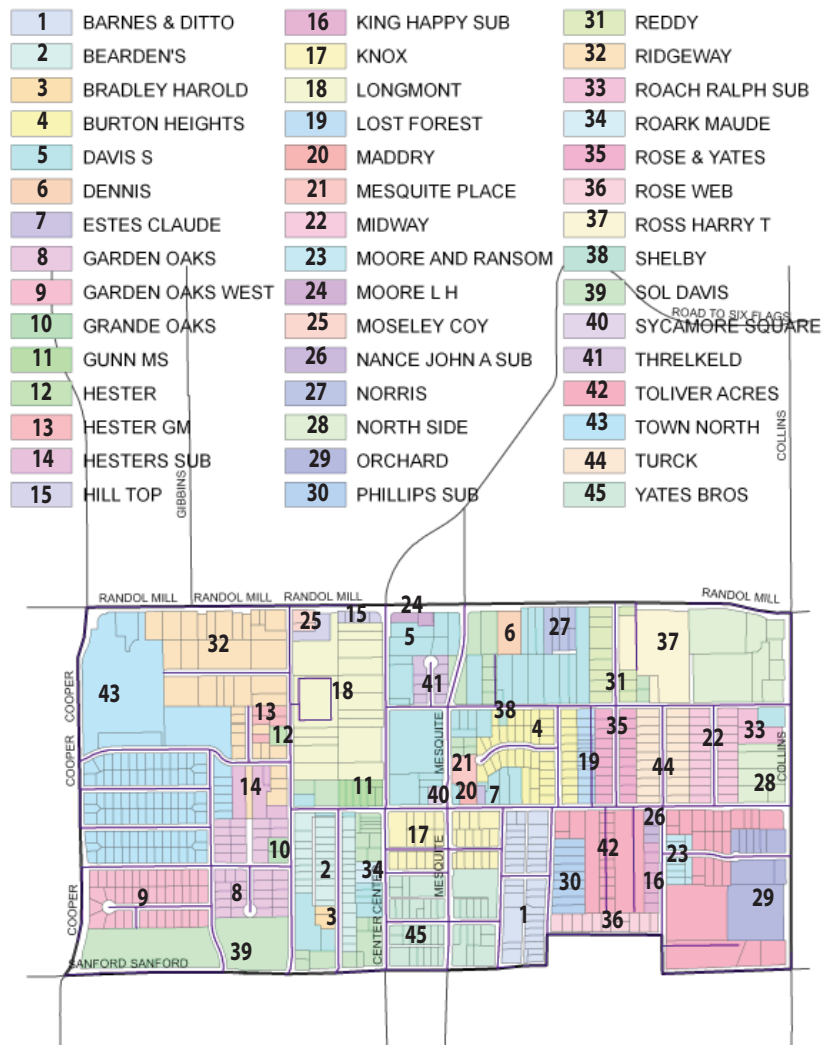 1 BARNES & DITTO
2 BEARDEN'S
3 BRADLEY HAROLD
4 BURTON HEIGHTS
5 DAVIS S
6 DENNIS
7 ESTES CLAUDE
8 GARDEN OAKS
9 GARDEN OAKS WEST
10 GRANDE OAKS
11 GUNN MS
12 HESTER
13 HESTER GM
14 HESTERS SUB
15 HILL TOP
16 KING HAPPY SUB
17 KNOX
18 LONGMONT
19 LOST FOREST
20 MADDRY
21 MESQUITE PLACE
22 MIDWAY
23 MOORE AND RANSOM
24 MOORE L H
25 MOSELEY COY
26 NANCE JOHN A SUB
27 NORRIS
28 NORTH SIDE
29 ORCHARD
30 PHILLIPS SUB
31 REDDY
32 RIDGEWAY
33 ROACH RALPH SUB
34 ROARK MAUDE
35 ROSE & YATES
36 ROSE WEB
37 ROSS HARRY T
38 SHELBY
39 SOL DAVIS
40 SYCAMORE SQUARE
41 THRELKELD
42 TOLIVER ACRES
43 TOWN NORTH
44 TURCK
45 YATES BROS
ROAD TO SIX FLAGS
COLLINS
GIBBINS
RANDOL MILL RANDOL MILL RANDOL MILL RANDOL MILL
24
25 15
5 6 27
32 37
COOPER 43 18 41 31
13 38 4 35 22 33
12
MESQUITE
COOPER 21 19 44 COLLINS
14 11 40 20 7 28
26
17 42 23
10 MESQUITE
2 34 30 16
9 8 29
COOPER 3 1 36
CENTER CENTER
39 45
SANFORD SANFORD